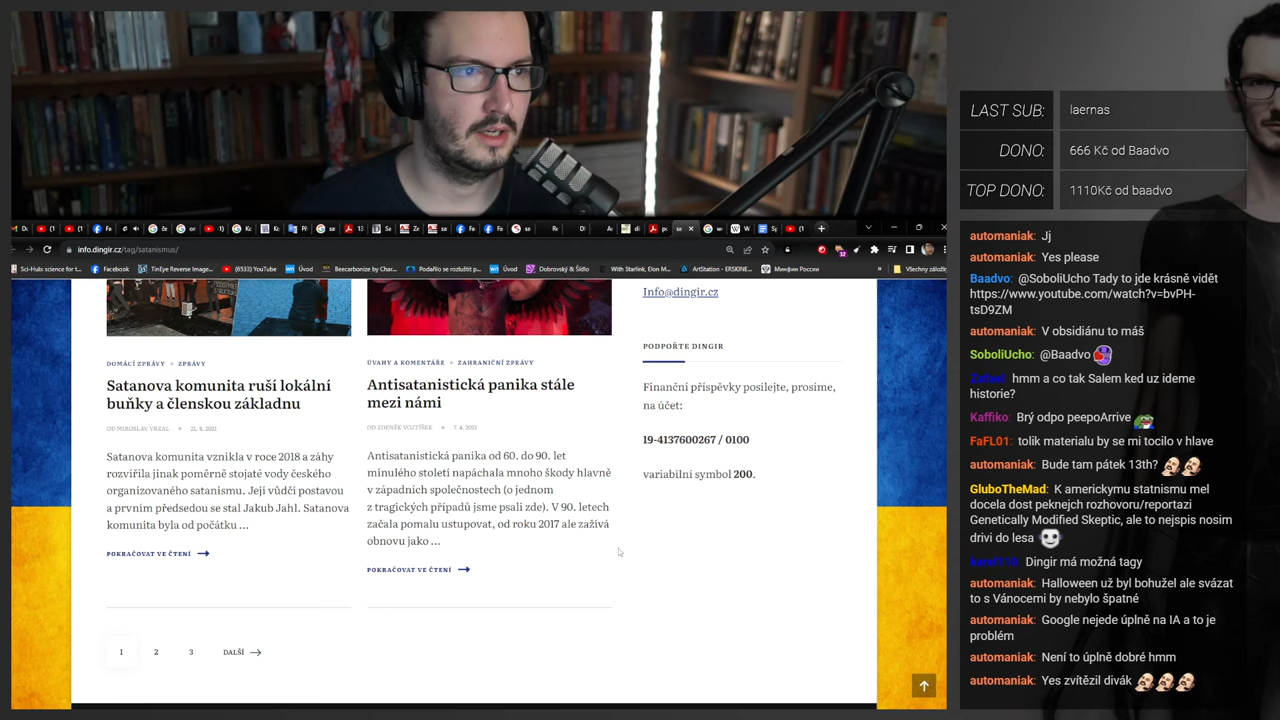 LAST SUB:
laernas
DONO:
666 Kč od Baadvo
TOP DONO:
1110Kč od baadvo
info.dingir.cz/tag/satanismus/
Sci-Hub: science for t...
Facebook
TinEye Reverse Image...
(8533) YouTube
Úvod
Beecarbonize by Char...
Podařilo se rozluštit p...
Úvod
Dobrovský & Šídlo
With Starlink, Elon M...
ArtStation - ERSKINE...
Минфин России
»
Všechny záložky
Info@dingir.cz
PODPOŘTE DINGIR
Finanční příspěvky posílejte, prosime,
na účet:
19-4137600267 / 0100
variabilní symbol 200.
DOMÁCÍ ZPRÁVY
ZPRÁVY
Satanova komunita ruší lokální
buňky a členskou základnu
OD MIROSLAV VRZAL
21. 4. 2021
Satanova komunita vznikla v roce 2018 a záhy
rozvířila jinak poměrně stojaté vody českého
organizovaného satanismu. Její vůdčí postavou
a prvním předsedou se stal Jakub Jahl. Satanova
komunita byla od počátku ...
POKRAČOVAT VE ČTENÍ
ÚVAHY A KOMENTÁŘE
ZAHRANIČNÍ ZPRÁVY
Antisatanistická panika stále
mezi námi
OD ZDENĚK VOJTÍŠEK
7. 4. 2021
Antisatanistická panika od 60. do 90. let
minulého století napáchala mnoho škody hlavně
v západních společnostech (o jednom
z tragických případů jsme psali zde). V 90. letech
začala pomalu ustupovat, od roku 2017 ale zažívá
obnovu jako ...
POKRAČOVAT VE ČTENÍ
1
2
3
DALŠÍ
automaniak: Jj
automaniak: Yes please
Baadvo: @SoboliUcho Tady to jde krásně vidět
https://www.youtube.com/watch?v=bvPH-
tsD9ZM
automaniak: V obsidiánu to máš
SoboliUcho: @Baadvo
hmm a co tak Salem ked uz ideme
historie?
Kaffiko: Brý odpo peepoArrive
FaFL01: tolik materialu by se mi tocilo v hlave
automaniak: Bude tam pátek 13th?
GluboTheMad: K americkymu statnismu mel
docela dost peknejch rozhovoru/reportazi
Genetically Modified Skeptic, ale to nejspis nosim
drivi do lesa
Dingir má možná tagy
automaniak: Halloween už byl bohužel ale svázat
to s Vánocemi by nebylo špatné
automaniak: Google nejede úplně na IA a to je
problém
automaniak: Není to úplně dobré hmm
automaniak: Yes zvítězil divák